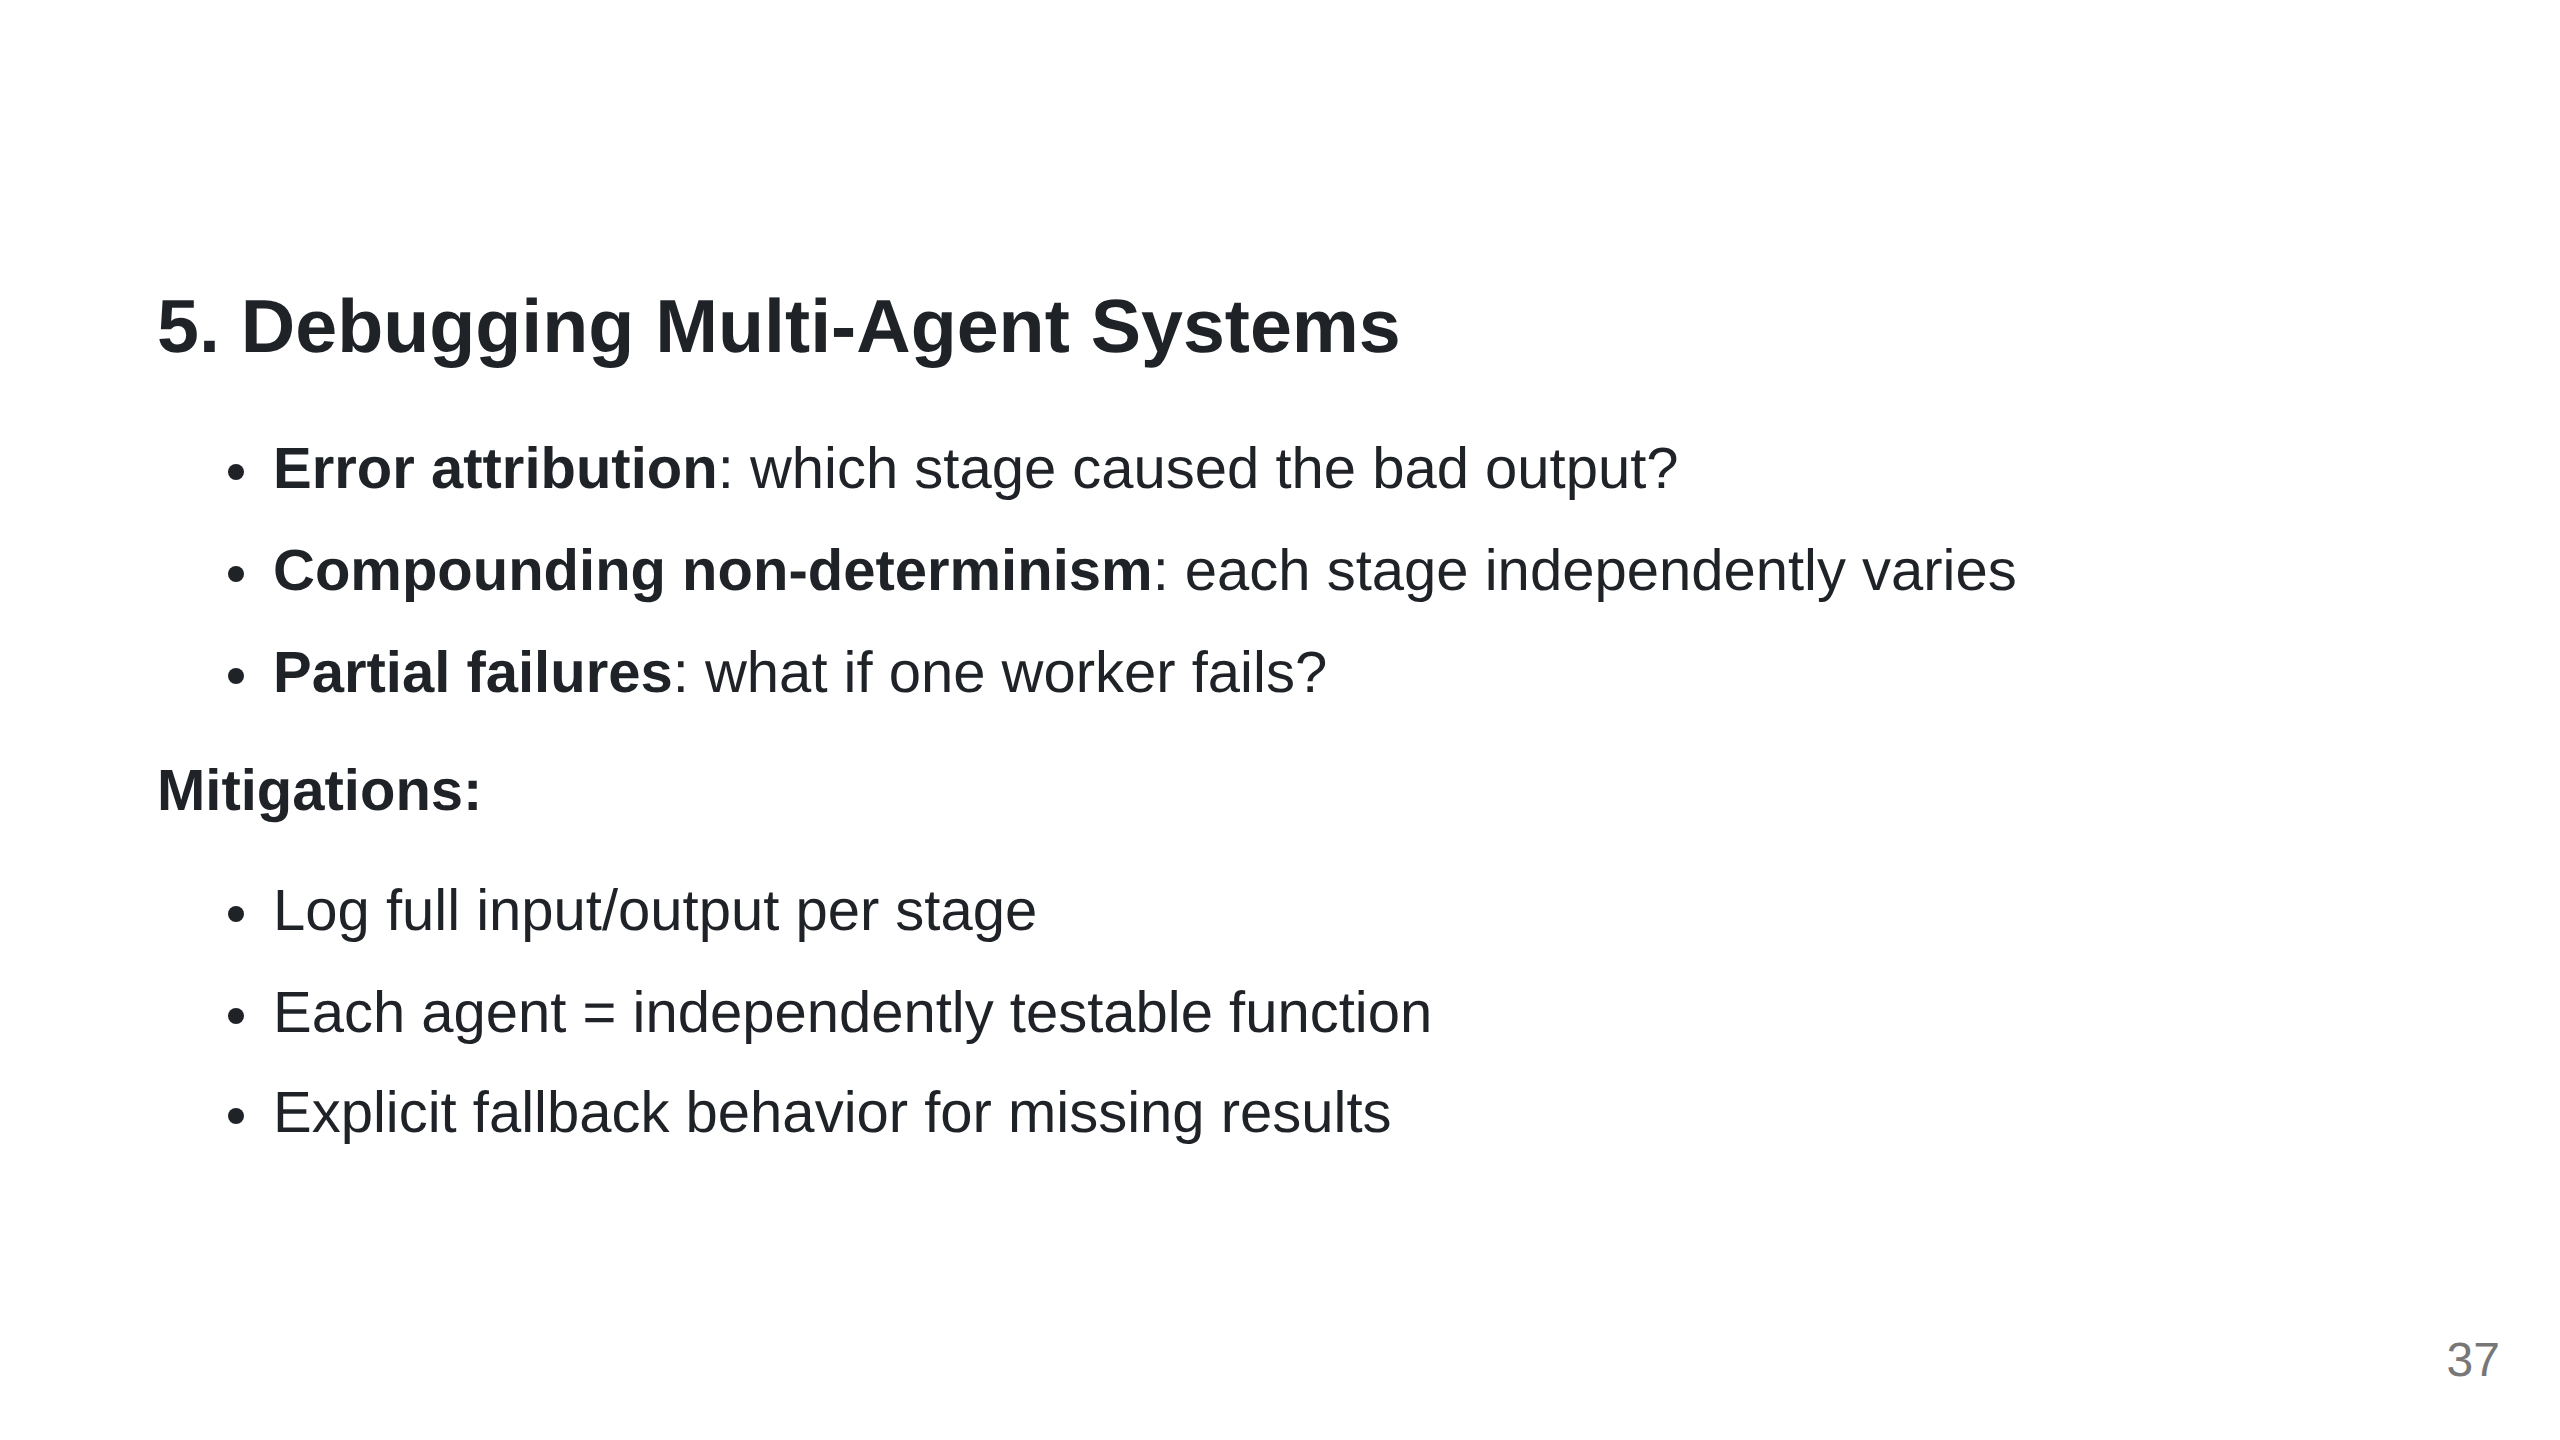 5. Debugging Multi-Agent Systems
• Error attribution: which stage caused the bad output?
• Compounding non-determinism: each stage independently varies
• Partial failures: what if one worker fails?
Mitigations:
• Log full input/output per stage
• Each agent = independently testable function
• Explicit fallback behavior for missing results
37